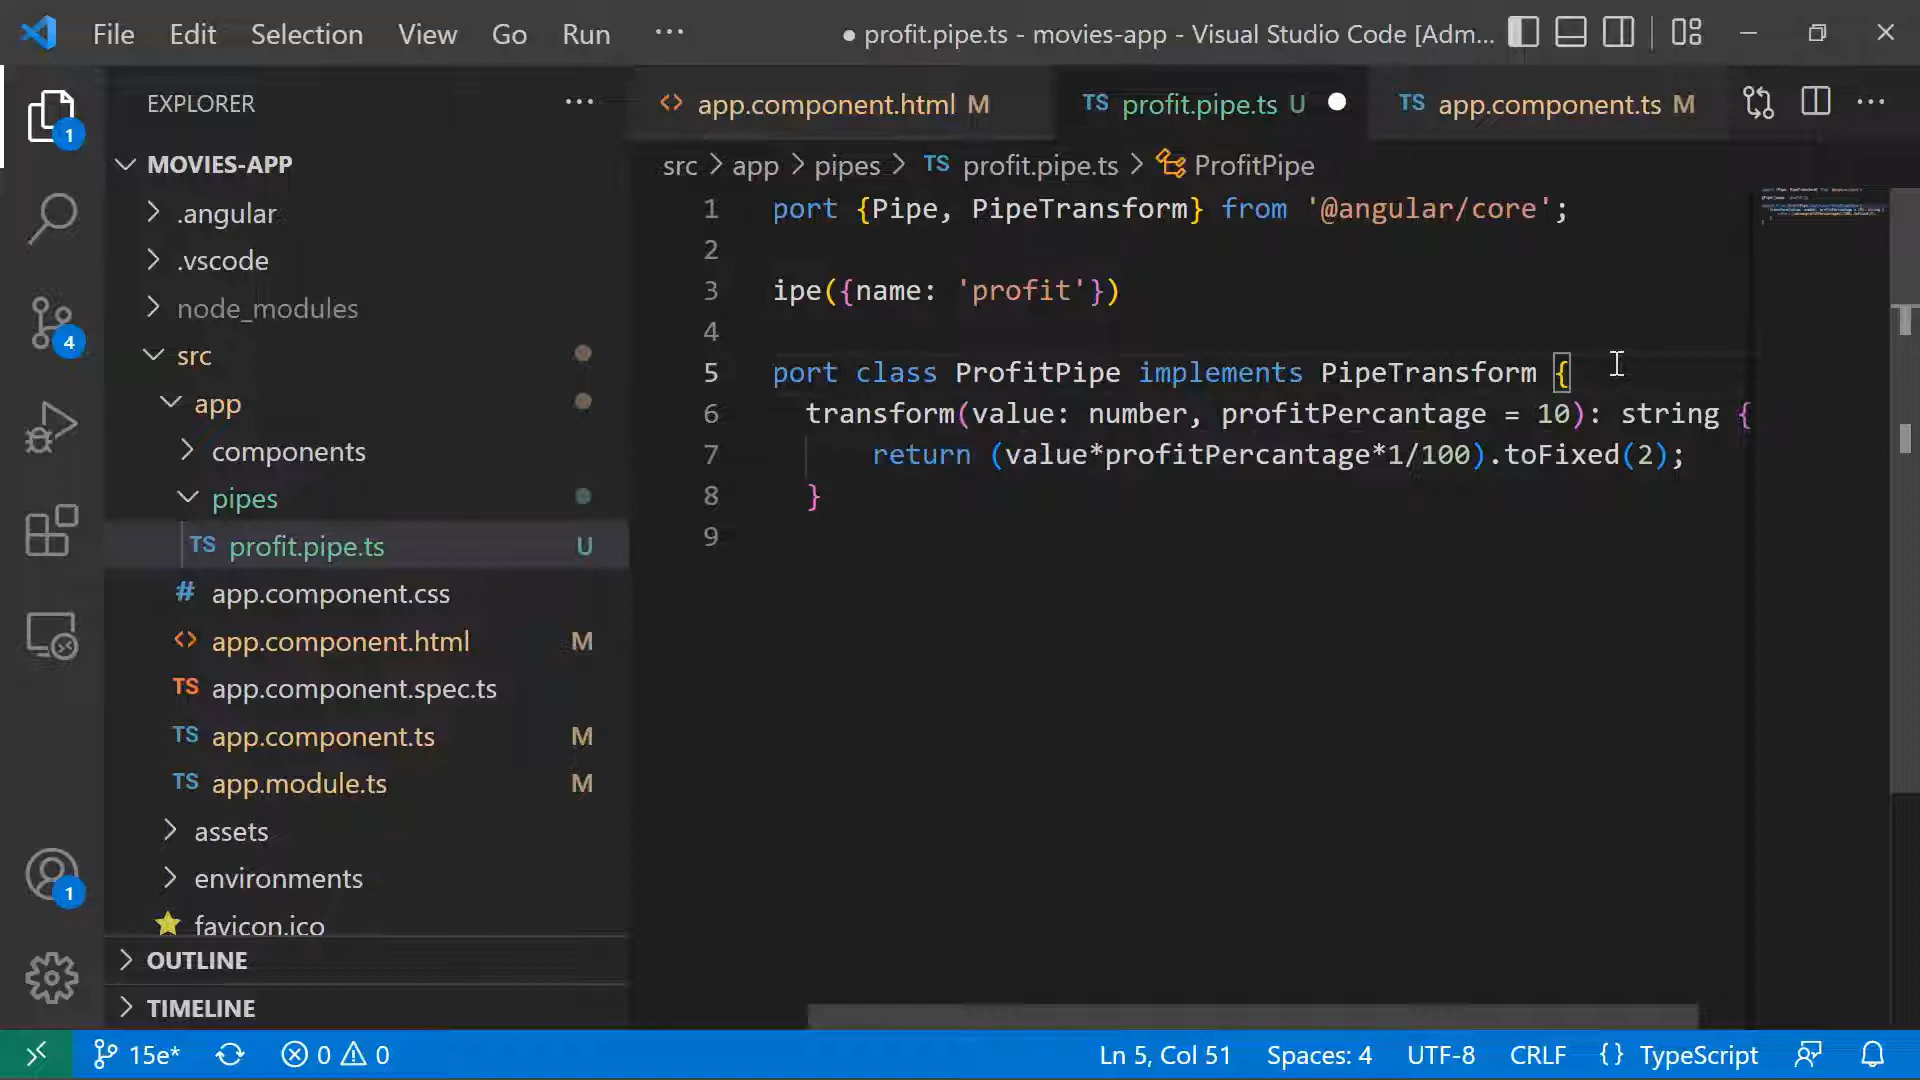 File Edit Selection View Go Run ··· ● profit.pipe.ts - movies-app - Visual Studio Code [Adm...
EXPLORER ···
app.component.html M
TS profit.pipe.ts U
TS app.component.ts M
MOVIES-APP
src > app > pipes > TS profit.pipe.ts > ProfitPipe
.angular
.vscode
node_modules
src
app
components
pipes
TS profit.pipe.ts U
# app.component.css
<> app.component.html M
TS app.component.spec.ts
TS app.component.ts M
TS app.module.ts M
assets
environments
favicon.ico
OUTLINE
TIMELINE
1 port {Pipe, PipeTransform} from '@angular/core';
2
3 ipe({name: 'profit'})
4
5 port class ProfitPipe implements PipeTransform {
6 transform(value: number, profitPercantage = 10): string {
7 return (value*profitPercantage*1/100).toFixed(2);
8 }
9
1
4
1
15e* 0 0 Ln 5, Col 51 Spaces: 4 UTF-8 CRLF {} TypeScript